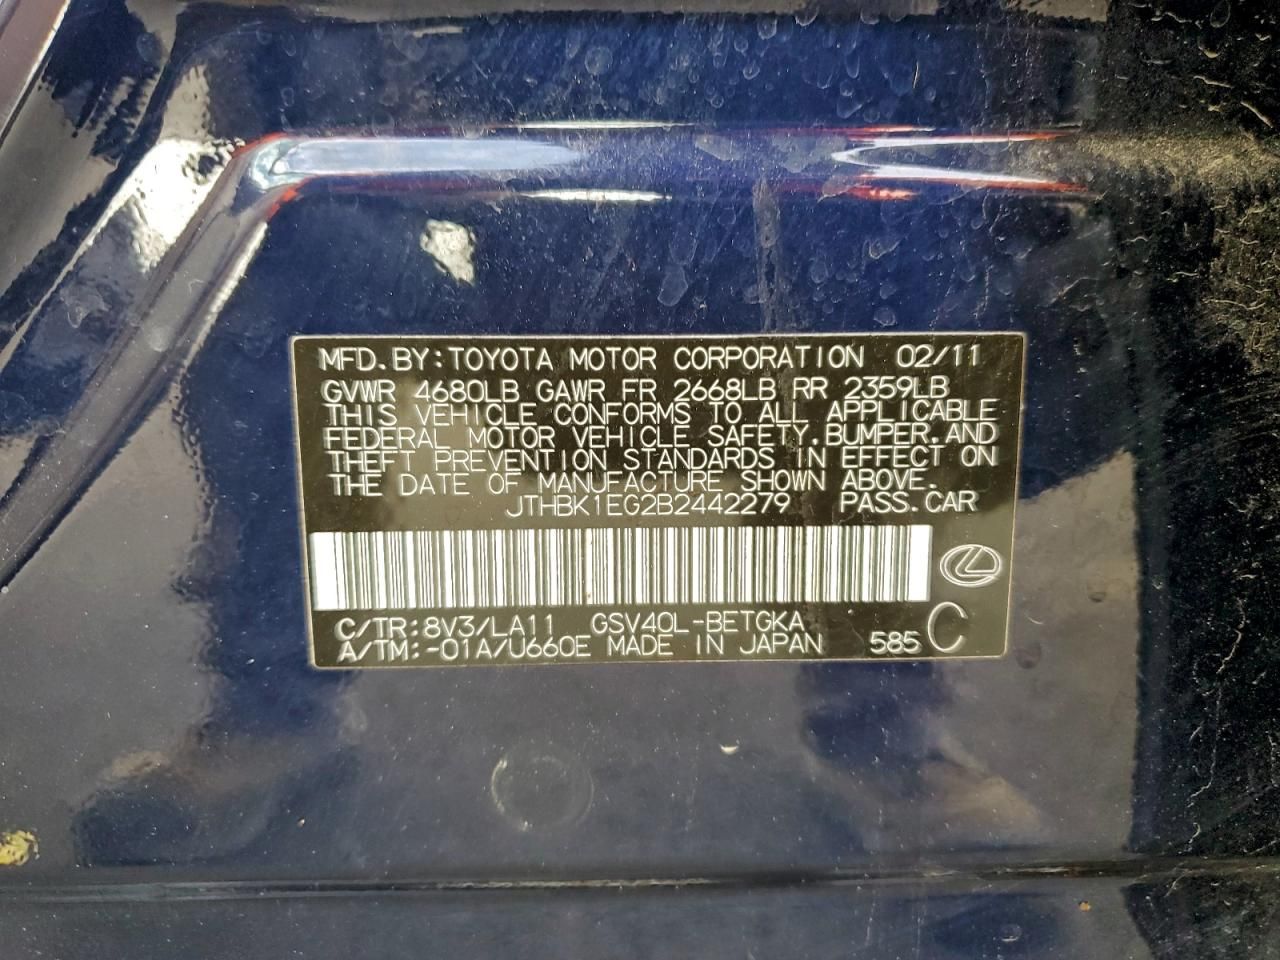 MFD.BY:TOYOTA MOTOR CORPORATION 02/11
GVWR 4680LB GAWR FR 2668LB RR 2359LB
THIS VEHICLE CONFORMS TO ALL APPLICABLE
FEDERAL MOTOR VEHICLE SAFETY,BUMPER,AND
THEFT PREVENTION STANDARDS IN EFFECT ON
THE DATE OF MANUFACTURE SHOWN ABOVE.
JTHBK1EG2B2442279 PASS.CAR
C/TR:8V3/LA11 GSV40L-BETGKA
A/TM:-01A/U660E MADE IN JAPAN 585 C